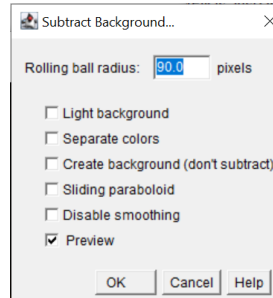 Subtract Background...
Rolling ball radius: 90.0 pixels
Light background
Separate colors
Create background (don't subtract)
Sliding paraboloid
Disable smoothing
Preview
OK Cancel Help